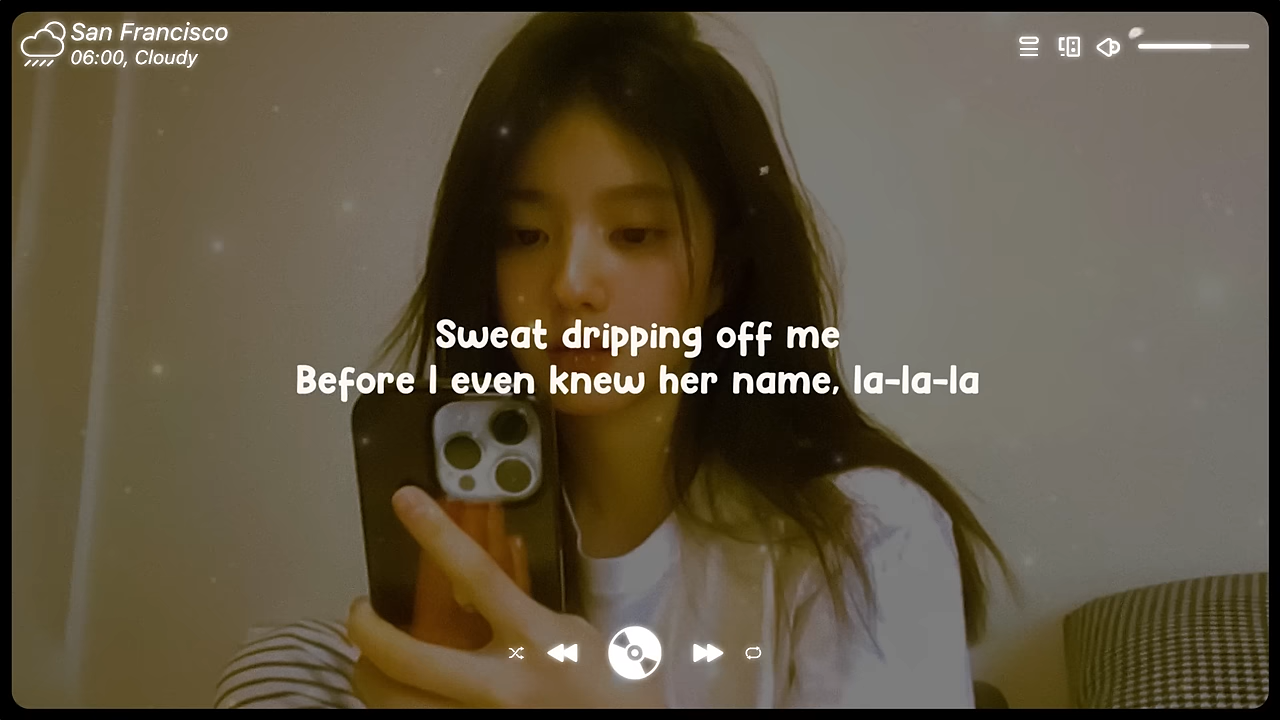 San Francisco
06:00, Cloudy
Sweat dripping off me
Before I even knew her name, la-la-la